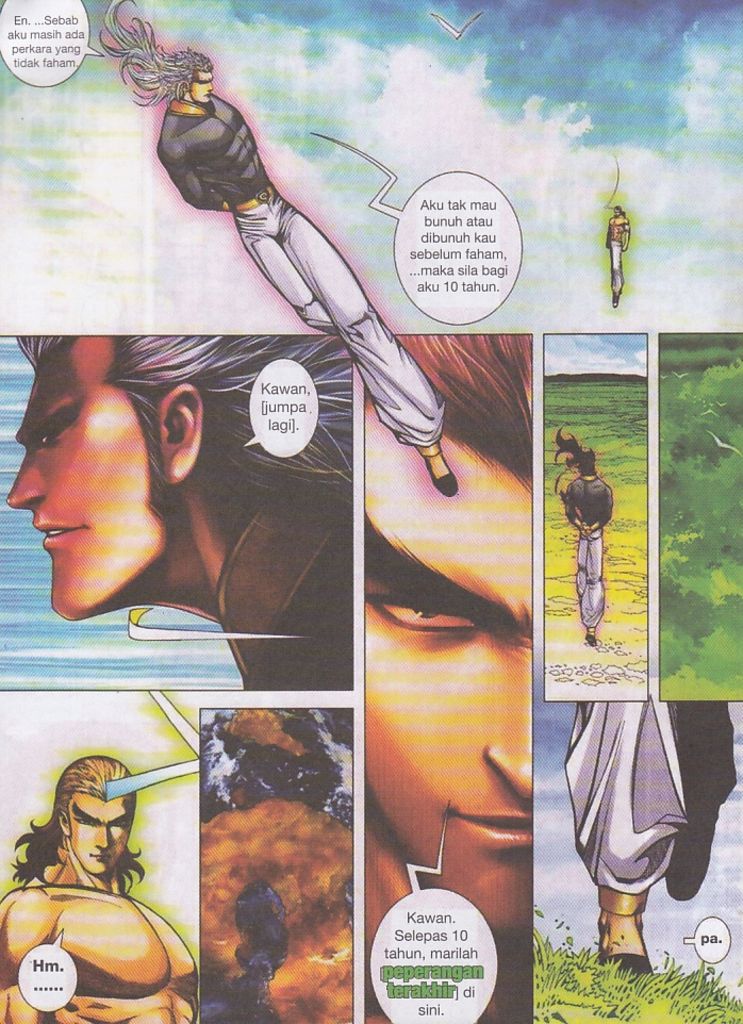 En. ...Sebab
aku masih ada
perkara yang
tidak faham.
Aku tak mau
bunuh atau
dibunuh kau
sebelum faham,
...maka sila bagi
aku 10 tahun.
Kawan,
[jumpa
lagi].
Kawan.
Selepas 10
tahun, marilah
peperangan
terakhir] di
sini.
Hm.
......
pa.